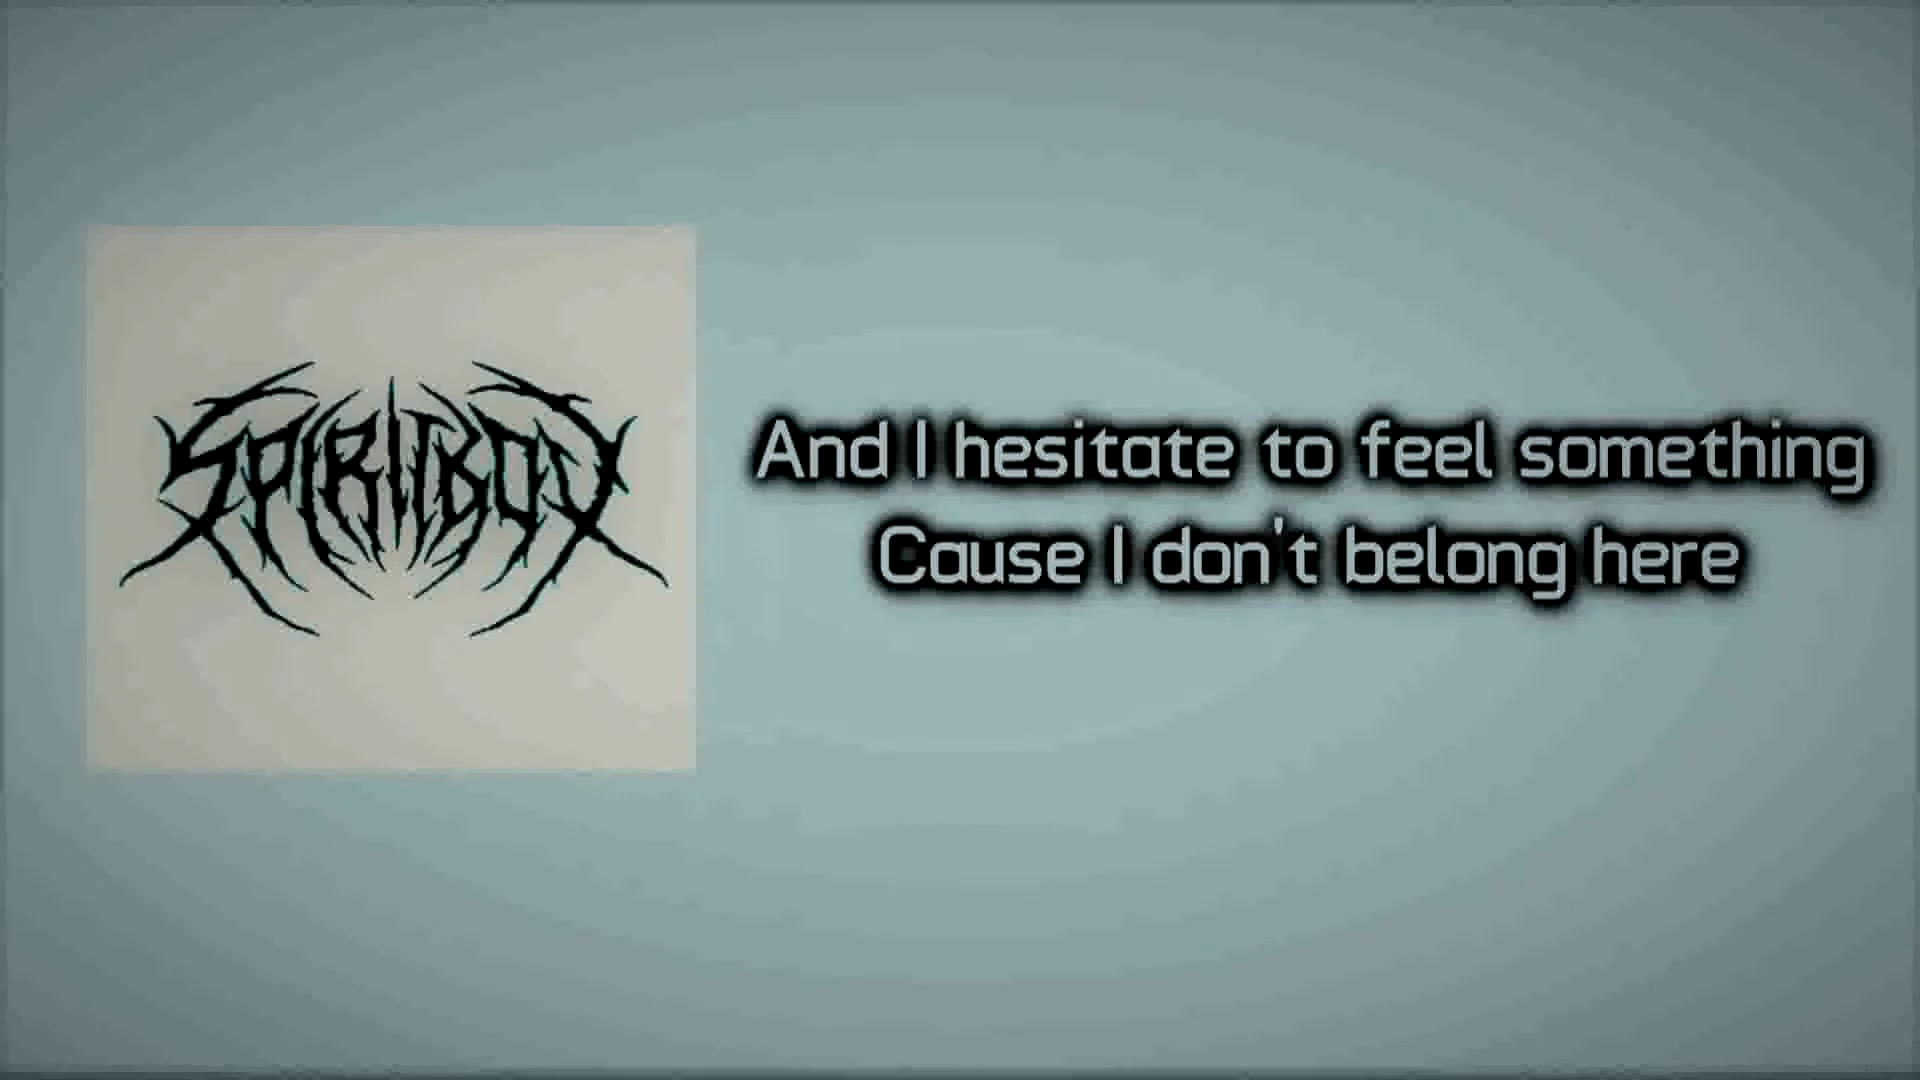 SPIRITBOX
And I hesitate to feel something
Cause I don't belong here